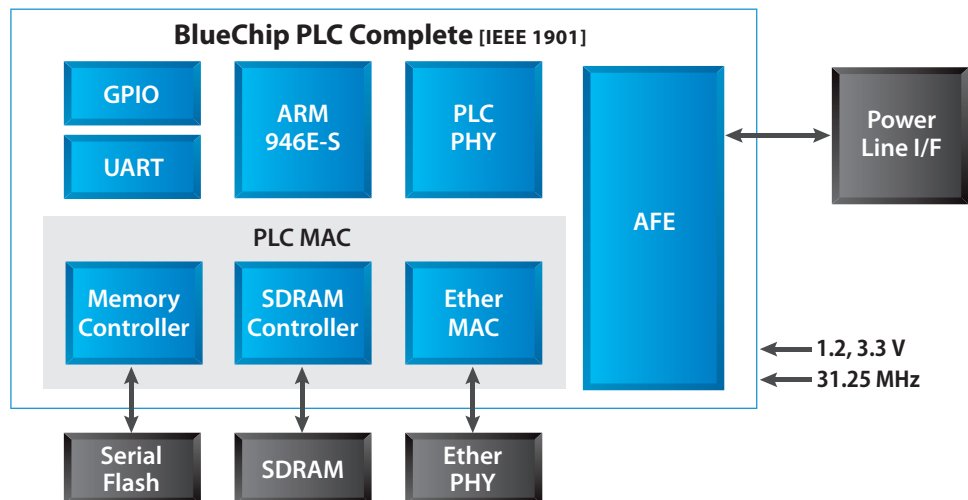 BlueChip PLC Complete [IEEE 1901]
GPIO
UART
ARM
946E-S
PLC
PHY
AFE
Power
Line I/F
PLC MAC
Memory
Controller
SDRAM
Controller
Ether
MAC
1.2, 3.3 V
31.25 MHz
Serial
Flash
SDRAM
Ether
PHY